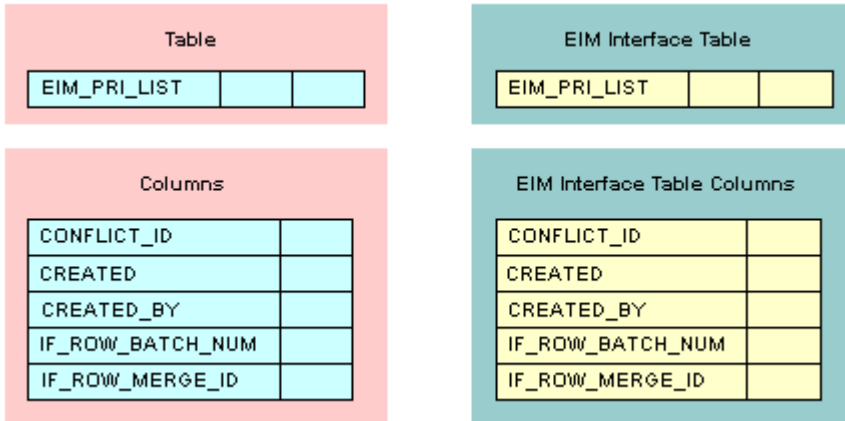 Table
EIM_PRI_LIST
EIM Interface Table
EIM_PRI_LIST
Columns
CONFLICT_ID
CREATED
CREATED_BY
IF_ROW_BATCH_NUM
IF_ROW_MERGE_ID
EIM Interface Table Columns
CONFLICT_ID
CREATED
CREATED_BY
IF_ROW_BATCH_NUM
IF_ROW_MERGE_ID